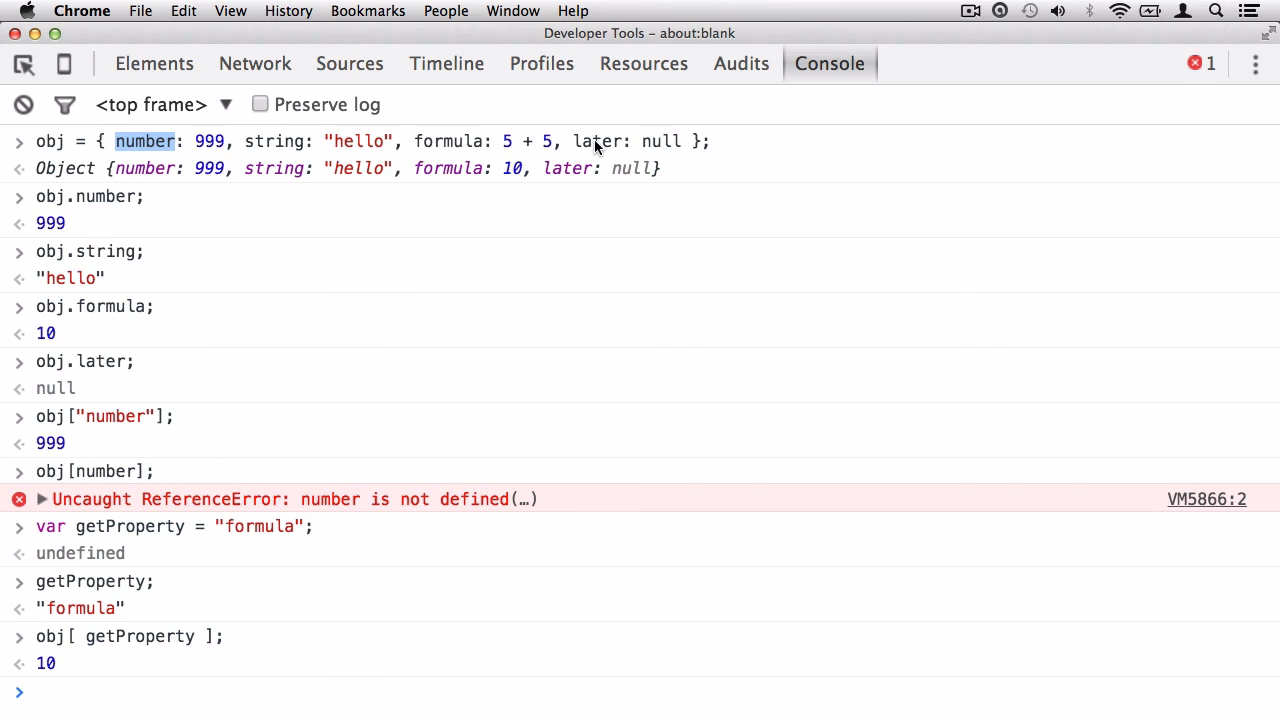 Chrome File Edit View History Bookmarks People Window Help
Developer Tools - about:blank
Elements Network Sources Timeline Profiles Resources Audits Console 1
<top frame> ▼ Preserve log
> obj = { number: 999, string: "hello", formula: 5 + 5, later: null };
Object {number: 999, string: "hello", formula: 10, later: null}
> obj.number;
999
> obj.string;
"hello"
> obj.formula;
10
> obj.later;
null
> obj["number"];
999
> obj[number];
▶Uncaught ReferenceError: number is not defined(…) VM5866:2
> var getProperty = "formula";
undefined
> getProperty;
"formula"
> obj[ getProperty ];
10
>